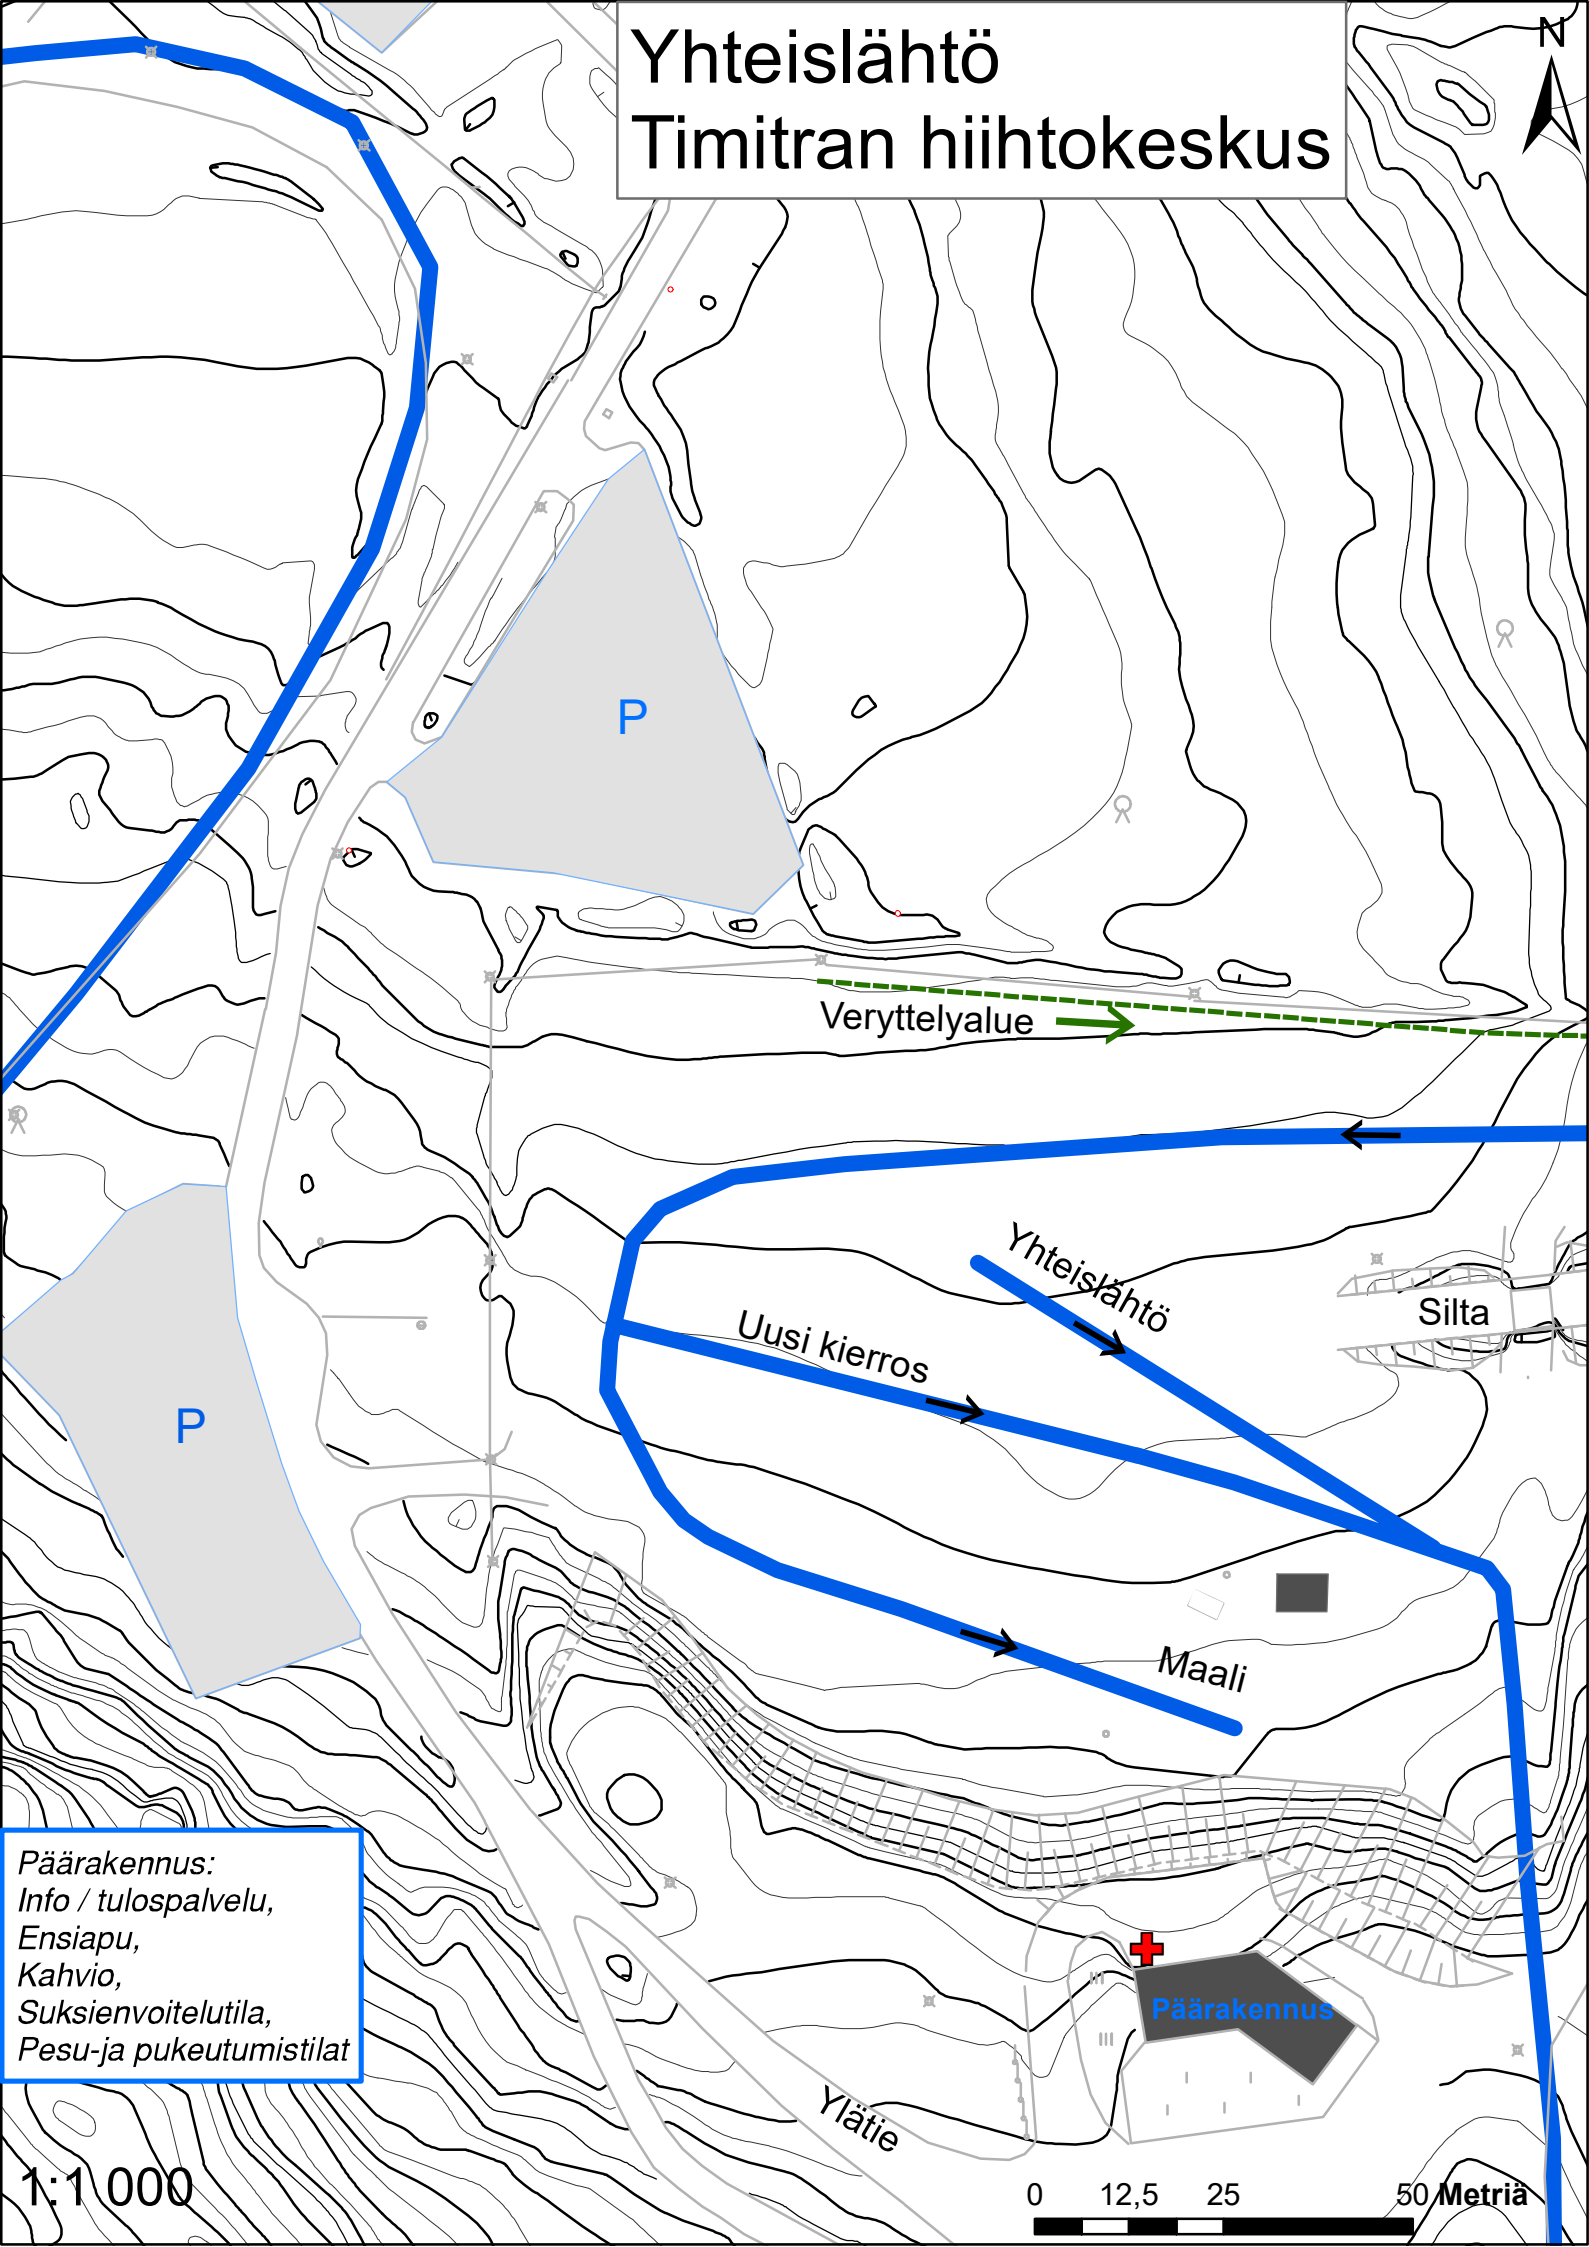 Yhteislähtö
Timitran hiihtokeskus
N
P
Veryttelyalue
Yhteislähtö
Silta
Uusi kierros
P
Maali
Päärakennus:
Info / tulospalvelu,
Ensiapu,
Kahvio,
Suksienvoitelutila,
Pesu-ja pukeutumistilat
Päärakennus
Ylätie
1:1 000
0 12,5 25 50 Metriä